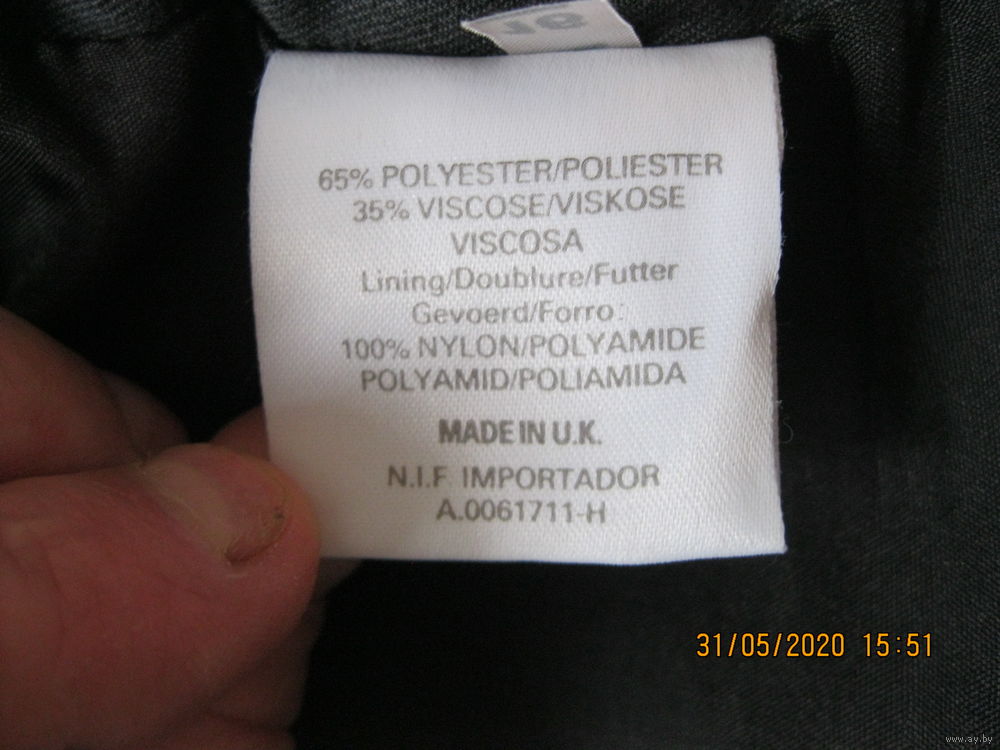 16
65% POLYESTER/POLIESTER
35% VISCOSE/VISKOSE
VISCOSA
Lining/Doublure/Futter
Gevoerd/Forro:
100% NYLON/POLYAMIDE
POLYAMID/POLIAMIDA
MADE IN U.K.
N.I.F. IMPORTADOR
A.0061711-H
31/05/2020 15:51
www.ay.by